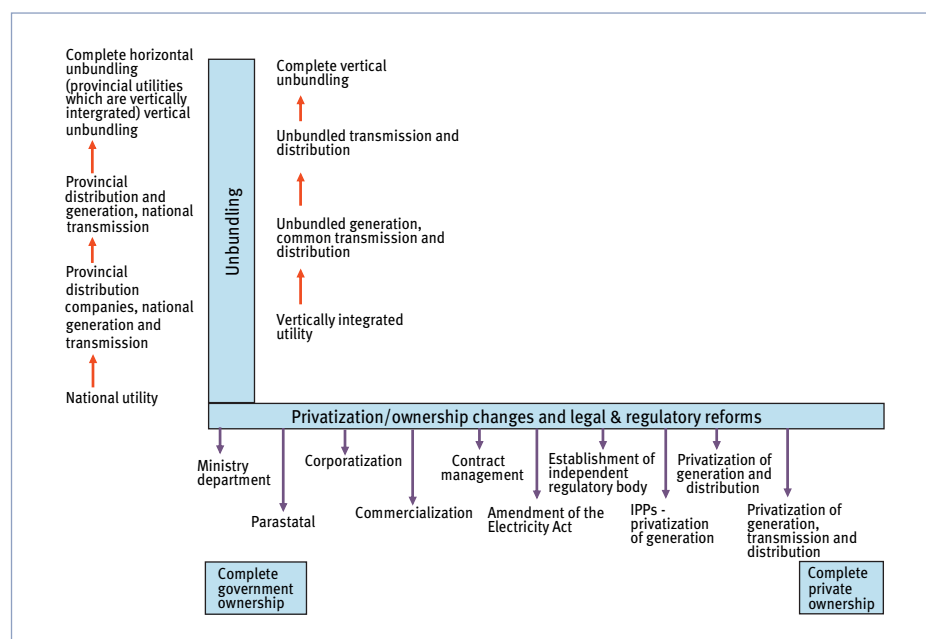 Complete horizontal
unbundling
(provincial utilities
which are vertically
intergrated) vertical
unbundling
Provincial
distribution and
generation, national
transmission
Provincial
distribution
companies, national
generation and
transmission
National utility
Unbundling
Complete vertical
unbundling
Unbundled transmission and
distribution
Unbundled generation,
common transmission and
distribution
Vertically integrated
utility
Privatization/ownership changes and legal & regulatory reforms
Ministry
department
Parastatal
Corporatization
Commercialization
Contract
management
Amendment of the
Electricity Act
Establishment of
independent
regulatory body
IPPs -
privatization
of generation
Privatization of
generation and
distribution
Privatization of
generation,
transmission and
distribution
Complete
government
ownership
Complete
private
ownership